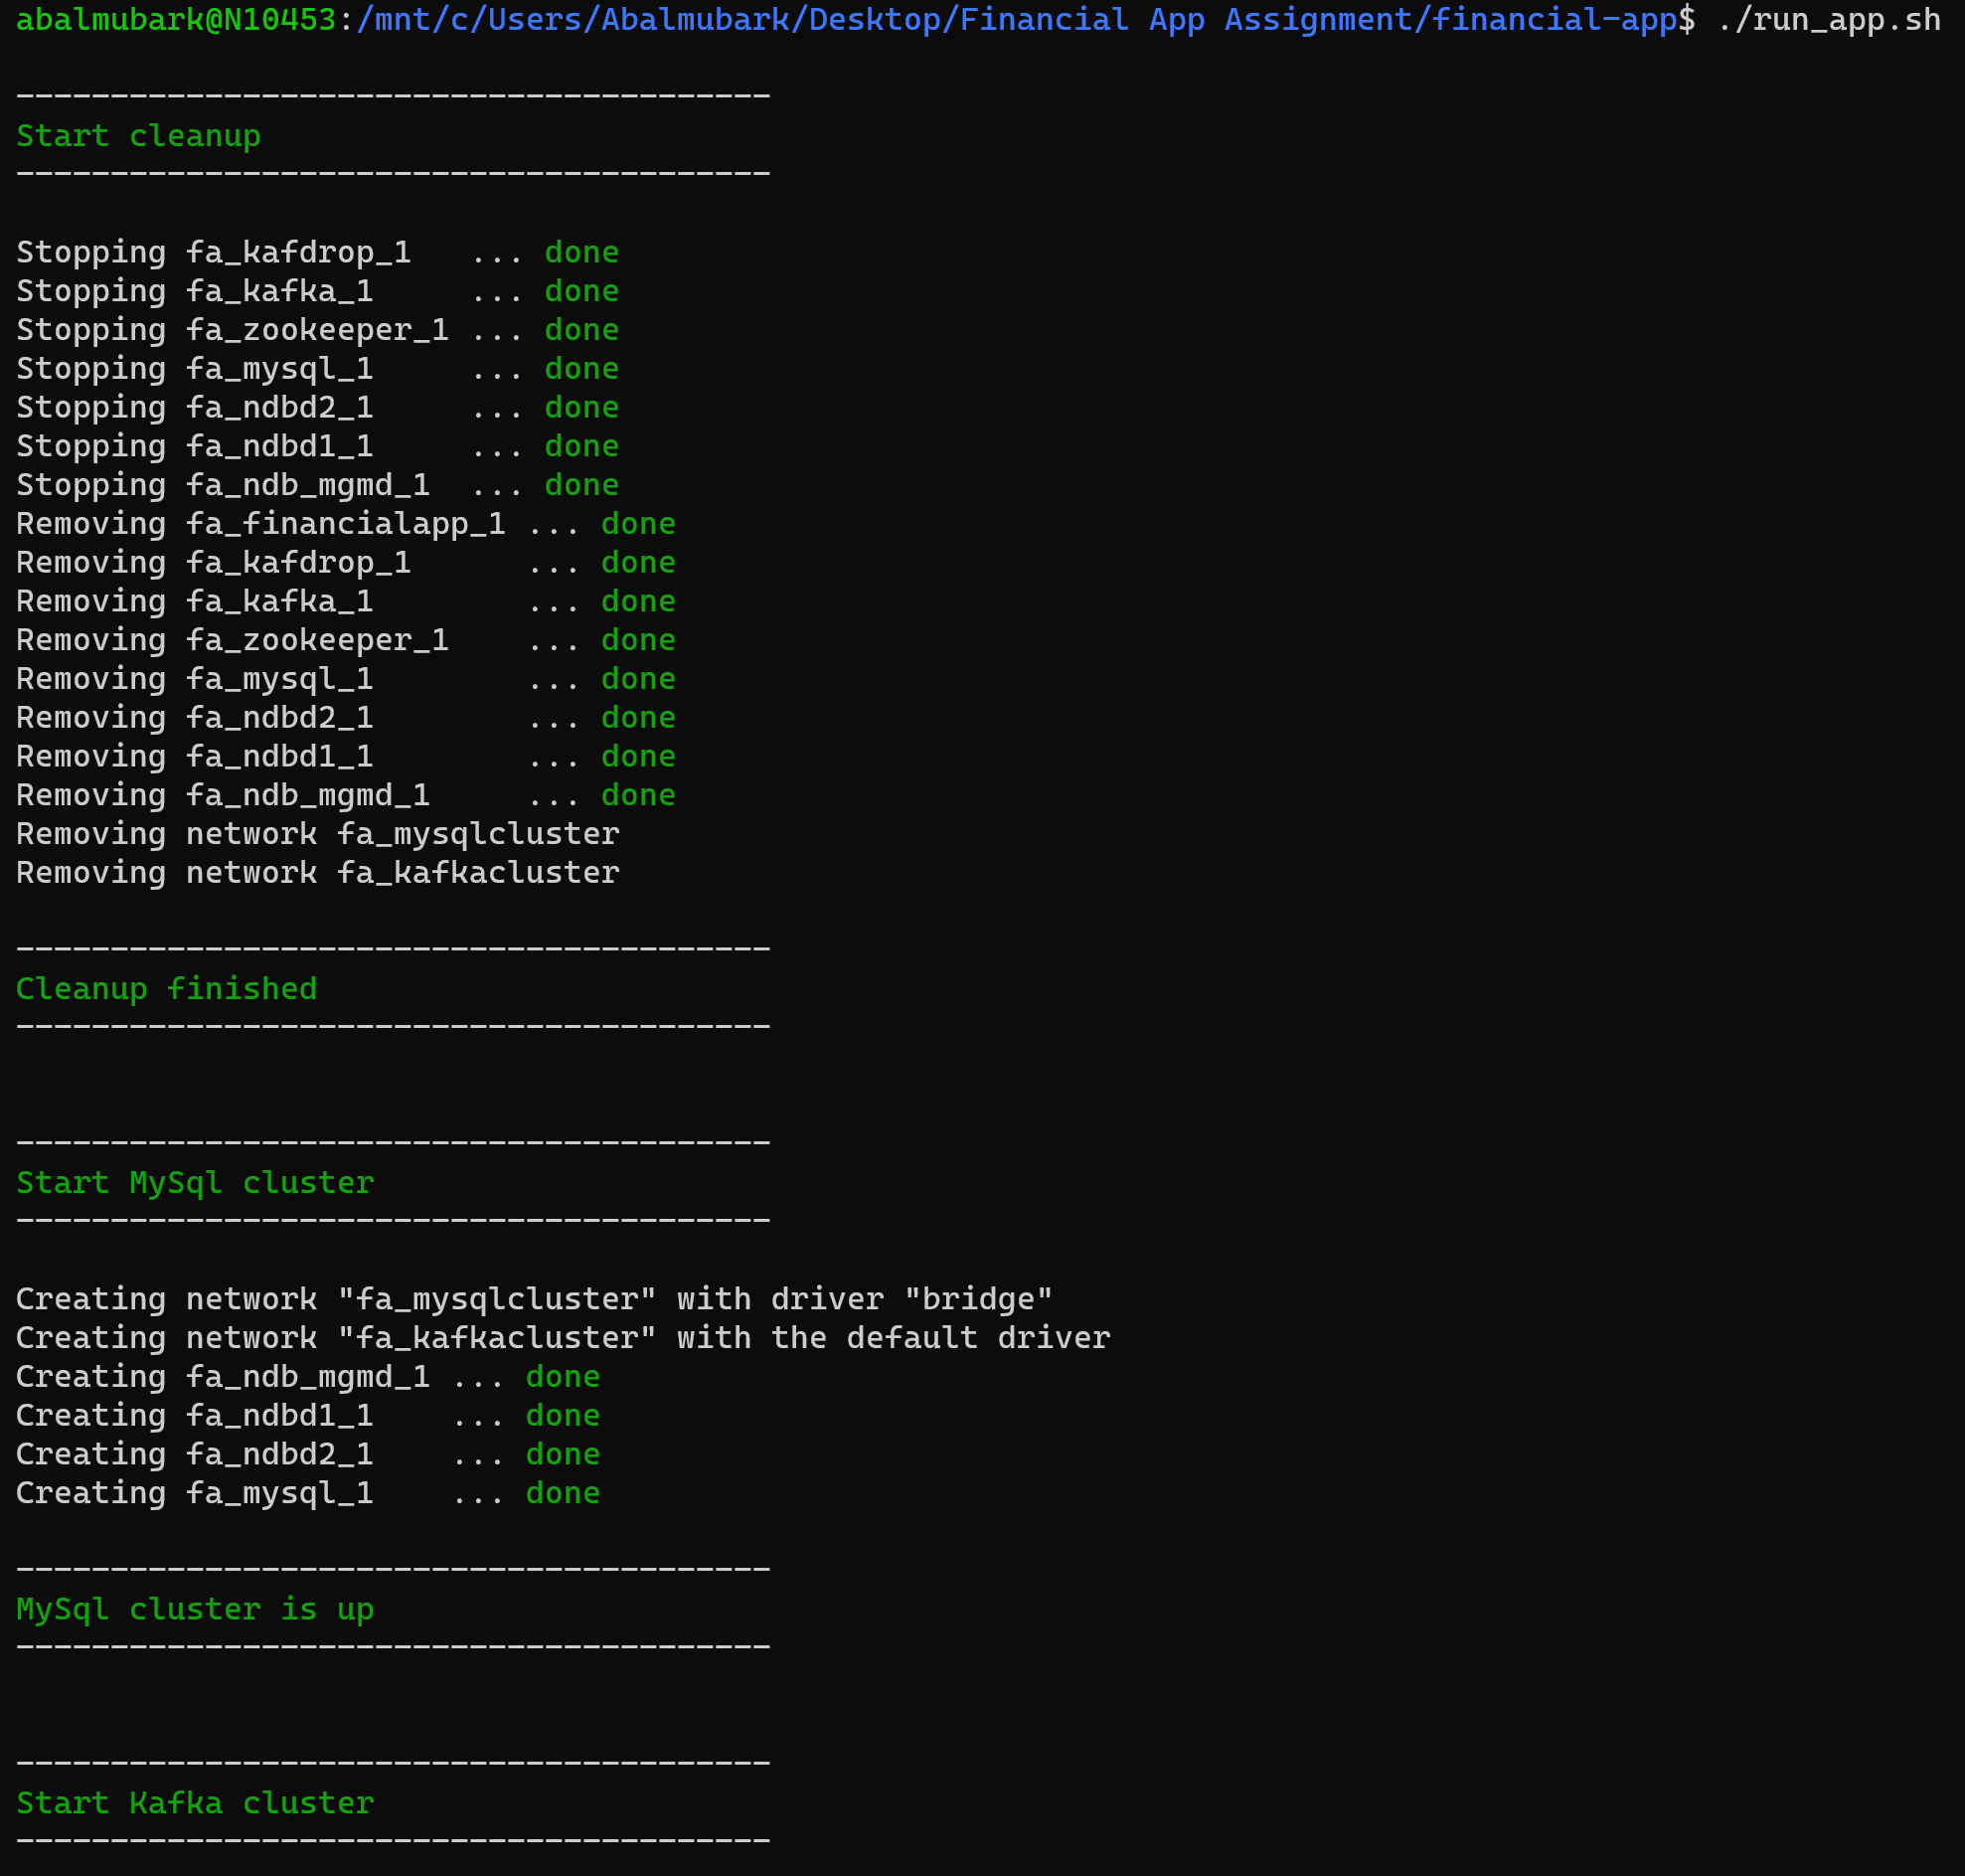 abalmubark@N10453:/mnt/c/Users/Abalmubark/Desktop/Financial App Assignment/financial-app$ ./run_app.sh
----------------------------------------
Start cleanup
----------------------------------------
Stopping fa_kafdrop_1   ... done
Stopping fa_kafka_1     ... done
Stopping fa_zookeeper_1 ... done
Stopping fa_mysql_1     ... done
Stopping fa_ndbd2_1     ... done
Stopping fa_ndbd1_1     ... done
Stopping fa_ndb_mgmd_1  ... done
Removing fa_financialapp_1 ... done
Removing fa_kafdrop_1      ... done
Removing fa_kafka_1        ... done
Removing fa_zookeeper_1    ... done
Removing fa_mysql_1        ... done
Removing fa_ndbd2_1        ... done
Removing fa_ndbd1_1        ... done
Removing fa_ndb_mgmd_1     ... done
Removing network fa_mysqlcluster
Removing network fa_kafkacluster
----------------------------------------
Cleanup finished
----------------------------------------
----------------------------------------
Start MySql cluster
----------------------------------------
Creating network "fa_mysqlcluster" with driver "bridge"
Creating network "fa_kafkacluster" with the default driver
Creating fa_ndb_mgmd_1 ... done
Creating fa_ndbd1_1    ... done
Creating fa_ndbd2_1    ... done
Creating fa_mysql_1    ... done
----------------------------------------
MySql cluster is up
----------------------------------------
----------------------------------------
Start Kafka cluster
----------------------------------------